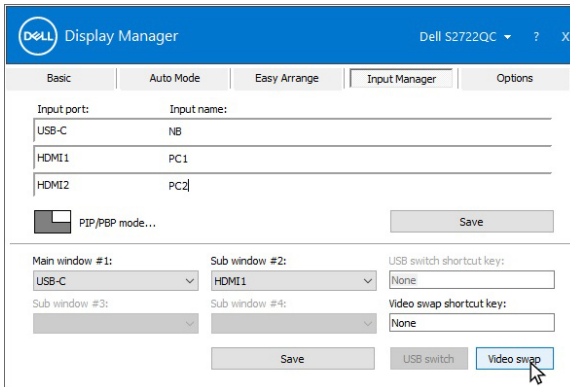 DELL Display Manager Dell S2722QC ? X
Basic Auto Mode Easy Arrange Input Manager Options
Input port: Input name:
USB-C NB
HDMI1 PC1
HDMI2 PC2
PIP/PBP mode... Save
Main window #1: Sub window #2: USB switch shortcut key:
USB-C HDMI1 None
Sub window #3: Sub window #4: Video swap shortcut key:
None
Save USB switch Video swap